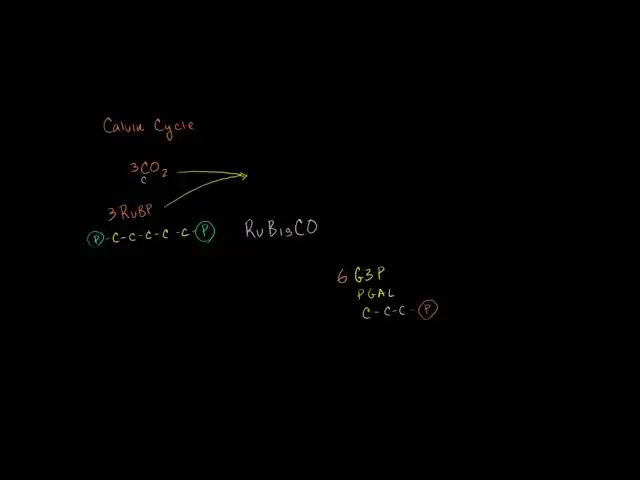 Calvin Cycle
3CO2
C
3 RuBP
P-C-C-C-C-C-P
RuBisCO
6 G3P
PGAL
C-C-C-P